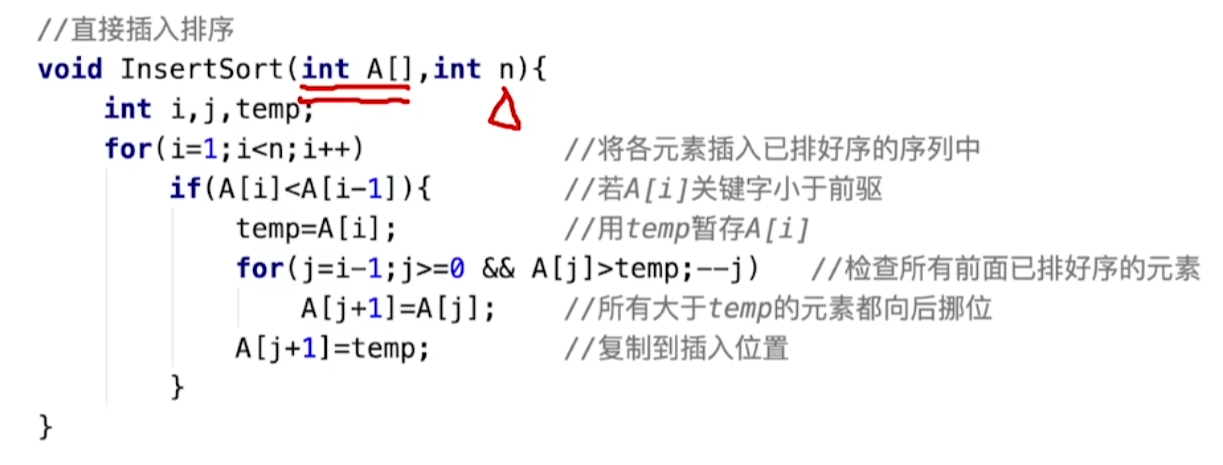 //直接插入排序
void InsertSort(int A[],int n){
int i,j,temp;
for(i=1;i<n;i++) //将各元素插入已排好序的序列中
if(A[i]<A[i-1]){ //若A[i]关键字小于前驱
temp=A[i]; //用temp暂存A[i]
for(j=i-1;j>=0 && A[j]>temp;--j) //检查所有前面已排好序的元素
A[j+1]=A[j]; //所有大于temp的元素都向后挪位
A[j+1]=temp; //复制到插入位置
}
}